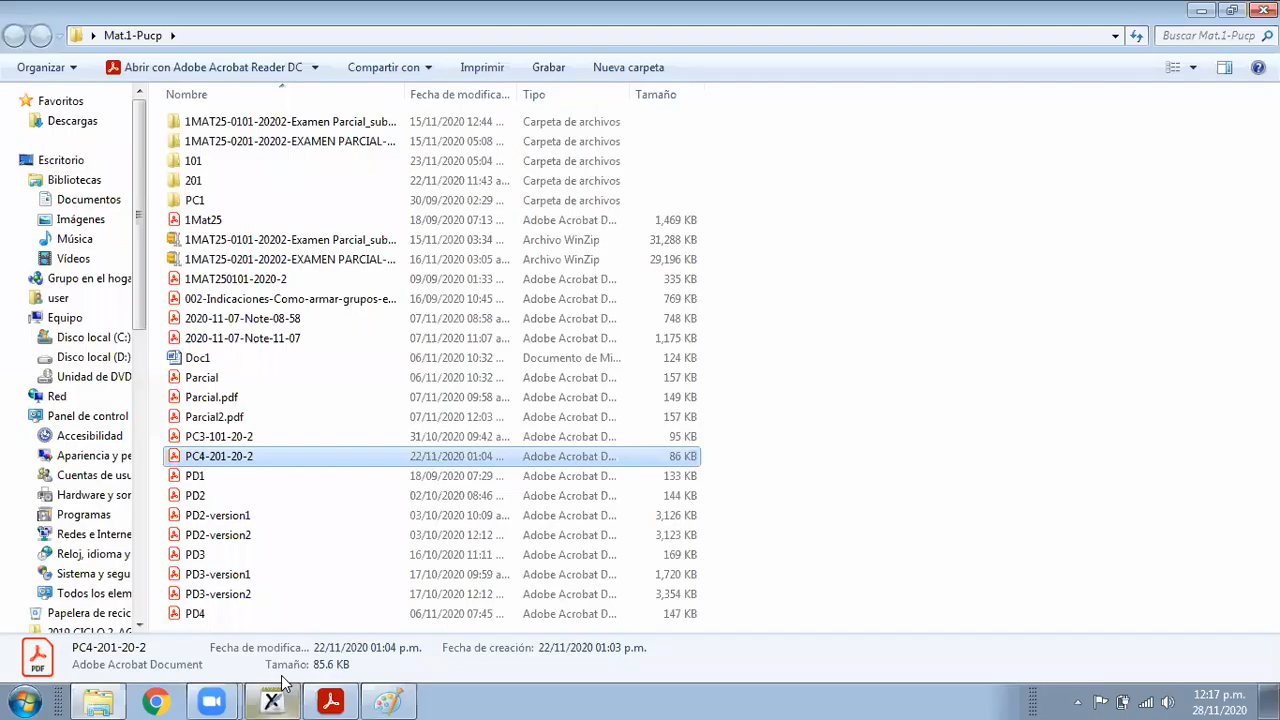 Mat.1-Pucp
Buscar Mat.1-Pucp
Organizar
Abrir con Adobe Acrobat Reader DC
Compartir con
Imprimir
Grabar
Nueva carpeta
Nombre Fecha de modifica... Tipo Tamaño
Favoritos
Descargas
Escritorio
Bibliotecas
Documentos
Imágenes
Música
Vídeos
Grupo en el hoga
user
Equipo
Disco local (C:)
Disco local (D:)
Unidad de DVD
Red
Panel de control
Accesibilidad
Apariencia y pe
Cuentas de usu
Hardware y son
Programas
Redes e Interne
Reloj, idioma y
Sistema y segu
Todos los elem
Papelera de recic
2019 CICLO 2, AG
1MAT25-0101-20202-Examen Parcial_sub... 15/11/2020 12:44 ... Carpeta de archivos
1MAT25-0201-20202-EXAMEN PARCIAL-... 15/11/2020 05:08 ... Carpeta de archivos
101 23/11/2020 05:04 ... Carpeta de archivos
201 22/11/2020 11:43 a... Carpeta de archivos
PC1 30/09/2020 02:29 ... Carpeta de archivos
1Mat25 18/09/2020 07:13 ... Adobe Acrobat D... 1,469 KB
1MAT25-0101-20202-Examen Parcial_sub... 15/11/2020 03:34 ... Archivo WinZip 31,288 KB
1MAT25-0201-20202-EXAMEN PARCIAL-... 16/11/2020 03:05 a... Archivo WinZip 29,196 KB
1MAT250101-2020-2 09/09/2020 01:33 ... Adobe Acrobat D... 335 KB
002-Indicaciones-Como-armar-grupos-e... 16/09/2020 10:45 ... Adobe Acrobat D... 769 KB
2020-11-07-Note-08-58 07/11/2020 08:58 a... Adobe Acrobat D... 748 KB
2020-11-07-Note-11-07 07/11/2020 11:07 a... Adobe Acrobat D... 1,175 KB
Doc1 06/11/2020 10:32 ... Documento de Mi... 124 KB
Parcial 06/11/2020 10:32 ... Adobe Acrobat D... 157 KB
Parcial.pdf 07/11/2020 09:58 a... Adobe Acrobat D... 149 KB
Parcial2.pdf 07/11/2020 12:03 ... Adobe Acrobat D... 157 KB
PC3-101-20-2 31/10/2020 09:42 a... Adobe Acrobat D... 95 KB
PC4-201-20-2 22/11/2020 01:04 ... Adobe Acrobat D... 86 KB
PD1 18/09/2020 07:29 ... Adobe Acrobat D... 133 KB
PD2 02/10/2020 08:46 ... Adobe Acrobat D... 144 KB
PD2-version1 03/10/2020 10:09 a... Adobe Acrobat D... 3,126 KB
PD2-version2 03/10/2020 12:12 ... Adobe Acrobat D... 3,123 KB
PD3 16/10/2020 11:11 ... Adobe Acrobat D... 169 KB
PD3-version1 17/10/2020 09:59 a... Adobe Acrobat D... 1,720 KB
PD3-version2 17/10/2020 12:12 ... Adobe Acrobat D... 3,354 KB
PD4 06/11/2020 07:45 ... Adobe Acrobat D... 147 KB
PC4-201-20-2 Fecha de modifica... 22/11/2020 01:04 p.m. Fecha de creación: 22/11/2020 01:03 p.m.
Adobe Acrobat Document Tamaño: 85.6 KB
PDF
12:17 p.m.
28/11/2020